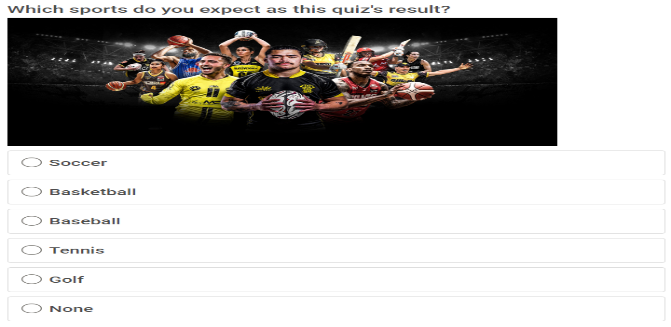 Which sports do you expect as this quiz's result?
Soccer
Basketball
Baseball
Tennis
Golf
None